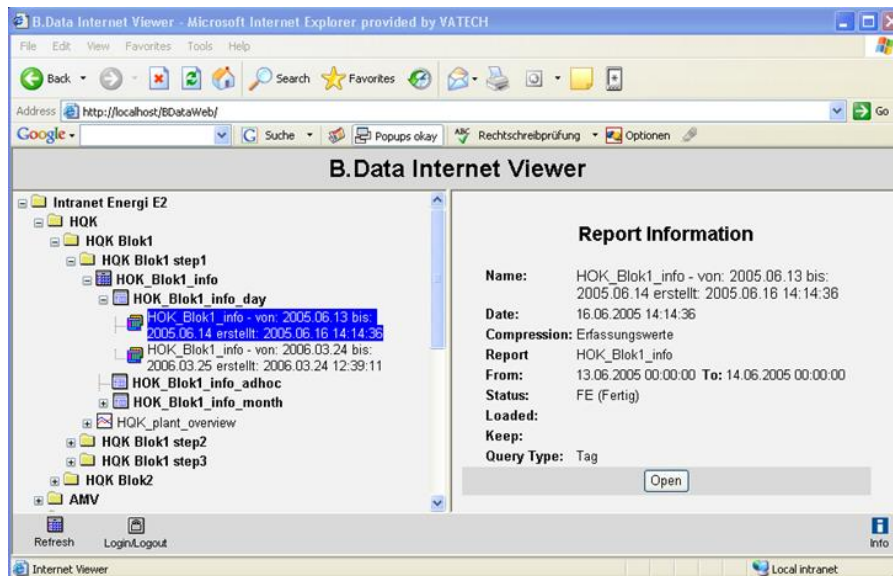 B.Data Internet Viewer - Microsoft Internet Explorer provided by VATECH
File Edit View Favorites Tools Help
Back Search Favorites
Address http://localhost/BDataWeb/ Go
Google Suche Popups okay ABC Rechtschreibprüfung Optionen
B.Data Internet Viewer
Intranet Energi E2
HQK
HQK Blok1
HQK Blok1 step1
HOK_Blok1_info
HOK_Blok1_info_day
HOK_Blok1_info - von: 2005.06.13 bis:
2005.06.14 erstellt: 2005.06.16 14:14:36
HOK_Blok1_info - von: 2006.03.24 bis:
2006.03.25 erstellt: 2006.03.24 12:39:11
HOK_Blok1_info_adhoc
HOK_Blok1_info_month
HQK_plant_overview
HQK Blok1 step2
HQK Blok1 step3
HQK Blok2
AMV
Report Information
Name: HOK_Blok1_info - von: 2005.06.13 bis:
2005.06.14 erstellt: 2005.06.16 14:14:36
Date: 16.06.2005 14:14:36
Compression: Erfassungswerte
Report HOK_Blok1_info
From: 13.06.2005 00:00:00 To: 14.06.2005 00:00:00
Status: FE (Fertig)
Loaded:
Keep:
Query Type: Tag
Open
Refresh Login/Logout Info
Internet Viewer Local intranet